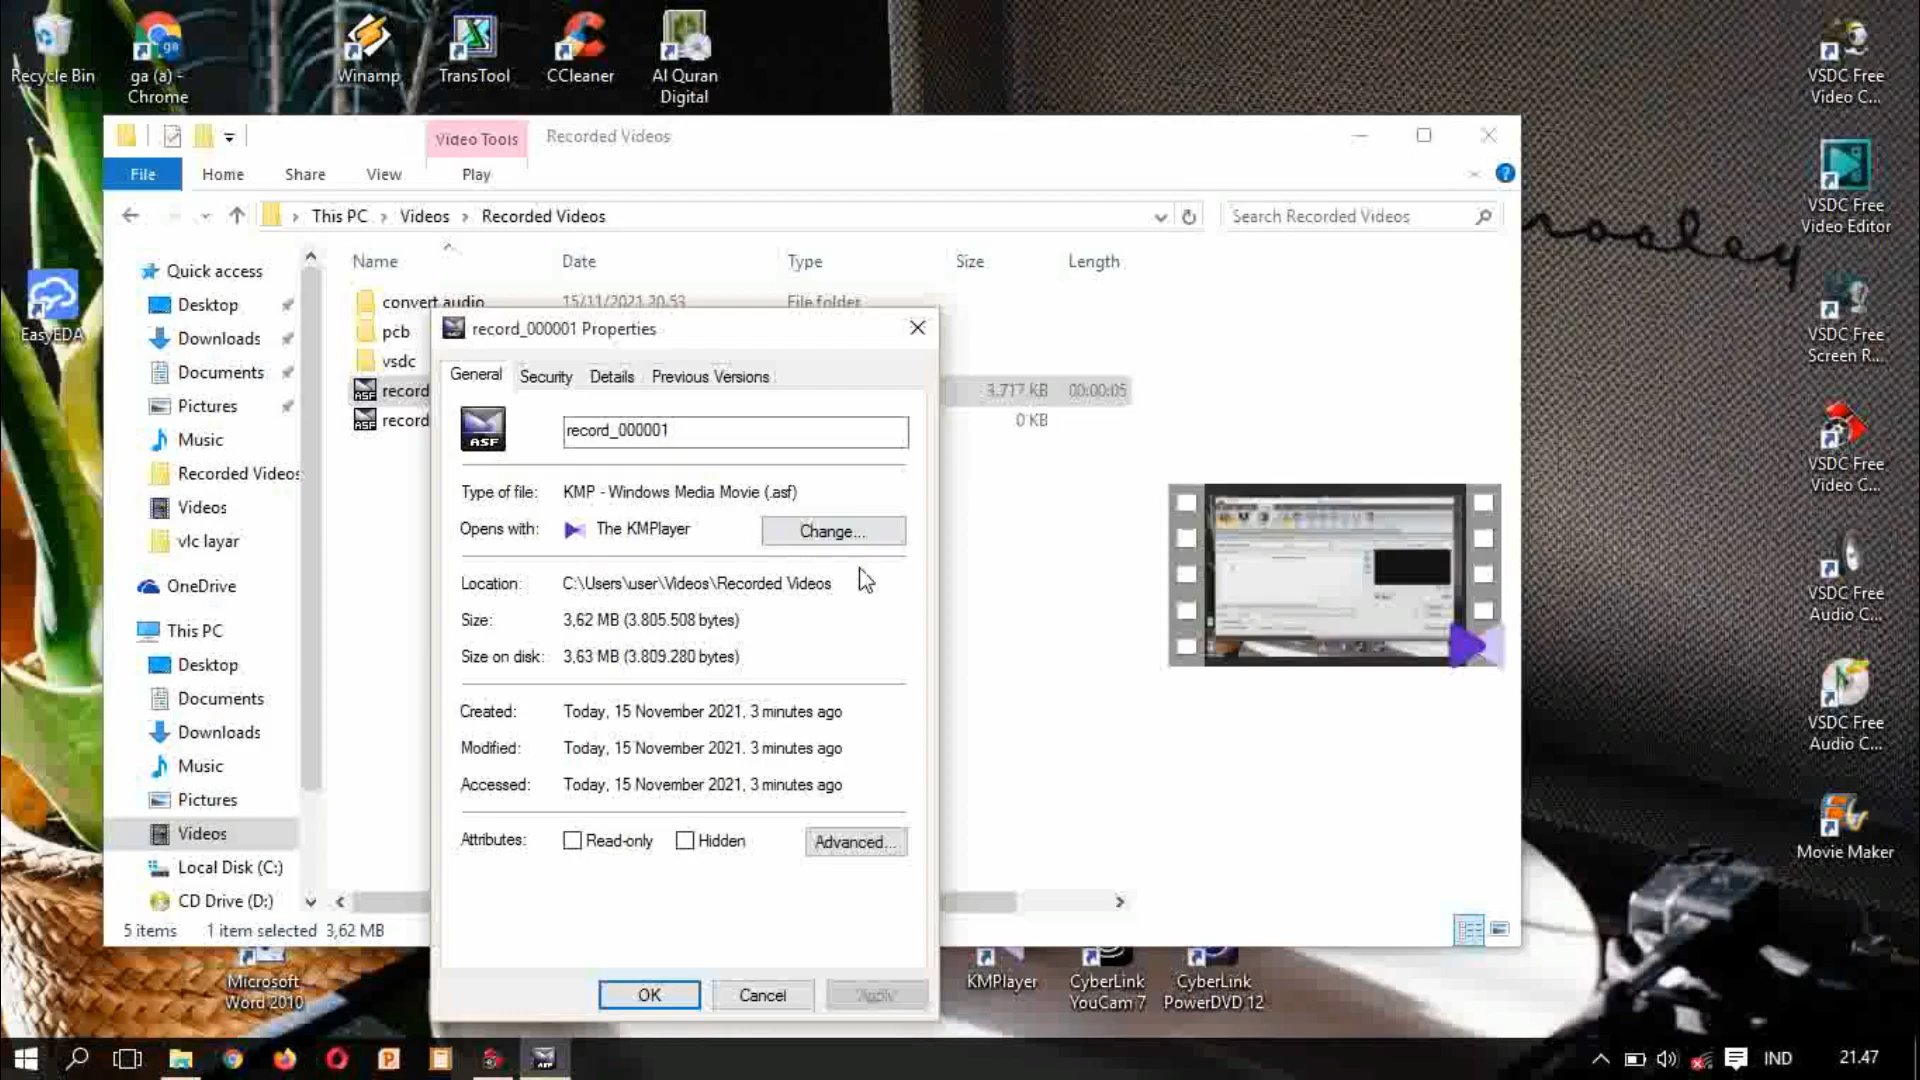 Recycle Bin
ga (a) -
Chrome
Winamp
TransTool
CCleaner
Al Quran
Digital
VSDC Free
Video C...
VSDC Free
Video Editor
VSDC Free
Screen R...
VSDC Free
Video C...
VSDC Free
Audio C...
VSDC Free
Audio C...
Movie Maker
EasyEDA
Video Tools
Recorded Videos
File
Home
Share
View
Play
This PC
Videos
Recorded Videos
Search Recorded Videos
Name
Date
Type
Size
Length
Quick access
Desktop
Downloads
Documents
Pictures
Music
Recorded Videos
Videos
vlc layar
OneDrive
This PC
Desktop
Documents
Downloads
Music
Pictures
Videos
Local Disk (C:)
CD Drive (D:)
convert audio
15/11/2021 20.53
File folder
pcb
vsdc
record
3.717 KB
00:00:05
record
0 KB
record_000001 Properties
General
Security
Details
Previous Versions
ASF
record_000001
Type of file:
KMP - Windows Media Movie (.asf)
Opens with:
The KMPlayer
Change...
Location:
C:\Users\user\Videos\Recorded Videos
Size:
3,62 MB (3.805.508 bytes)
Size on disk:
3,63 MB (3.809.280 bytes)
Created:
Today, 15 November 2021, 3 minutes ago
Modified:
Today, 15 November 2021, 3 minutes ago
Accessed:
Today, 15 November 2021, 3 minutes ago
Attributes:
Read-only
Hidden
Advanced...
OK
Cancel
Apply
5 items
1 item selected
3,62 MB
Microsoft
Word 2010
KMPlayer
CyberLink
YouCam 7
CyberLink
PowerDVD 12
IND
21.47